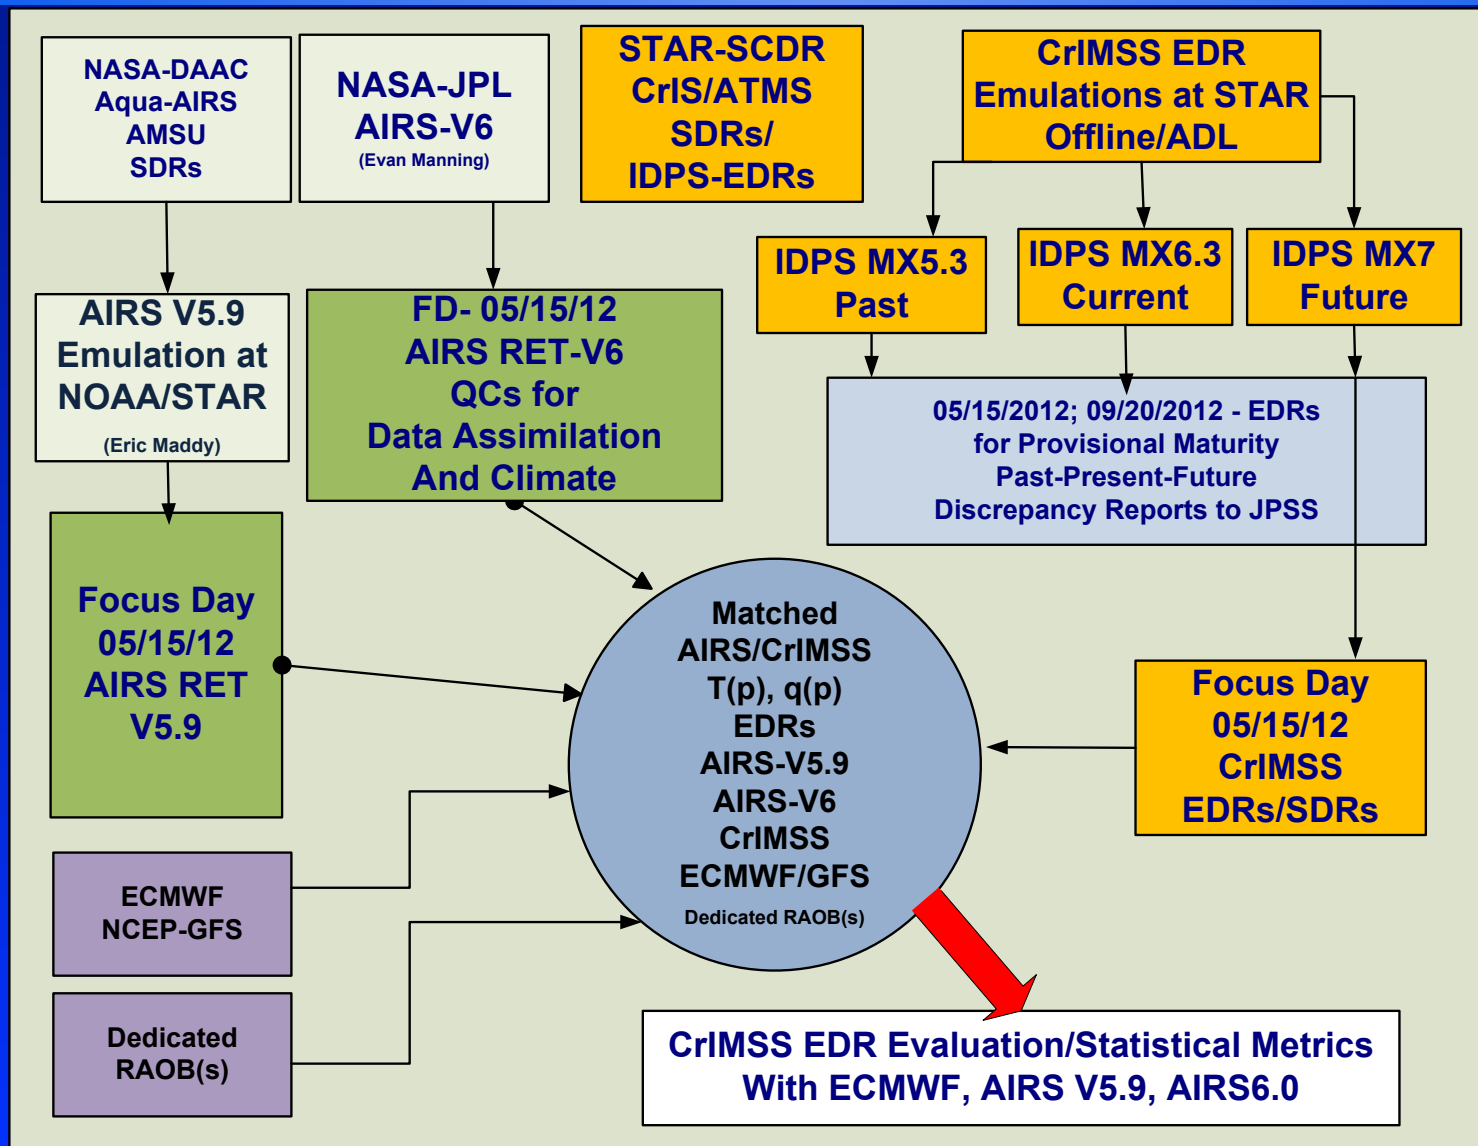 NASA-DAAC
Aqua-AIRS
AMSU
SDRs
NASA-JPL
AIRS-V6
(Evan Manning)
STAR-SCDR
CrIS/ATMS
SDRs/
IDPS-EDRs
CrIMSS EDR
Emulations at STAR
Offline/ADL
IDPS MX5.3
Past
IDPS MX6.3
Current
IDPS MX7
Future
AIRS V5.9
Emulation at
NOAA/STAR
(Eric Maddy)
FD- 05/15/12
AIRS RET-V6
QCs for
Data Assimilation
And Climate
05/15/2012; 09/20/2012 - EDRs
for Provisional Maturity
Past-Present-Future
Discrepancy Reports to JPSS
Focus Day
05/15/12
AIRS RET
V5.9
Matched
AIRS/CrIMSS
T(p), q(p)
EDRs
AIRS-V5.9
AIRS-V6
CrIMSS
ECMWF/GFS
Dedicated RAOB(s)
Focus Day
05/15/12
CrIMSS
EDRs/SDRs
ECMWF
NCEP-GFS
Dedicated
RAOB(s)
CrIMSS EDR Evaluation/Statistical Metrics
With ECMWF, AIRS V5.9, AIRS6.0